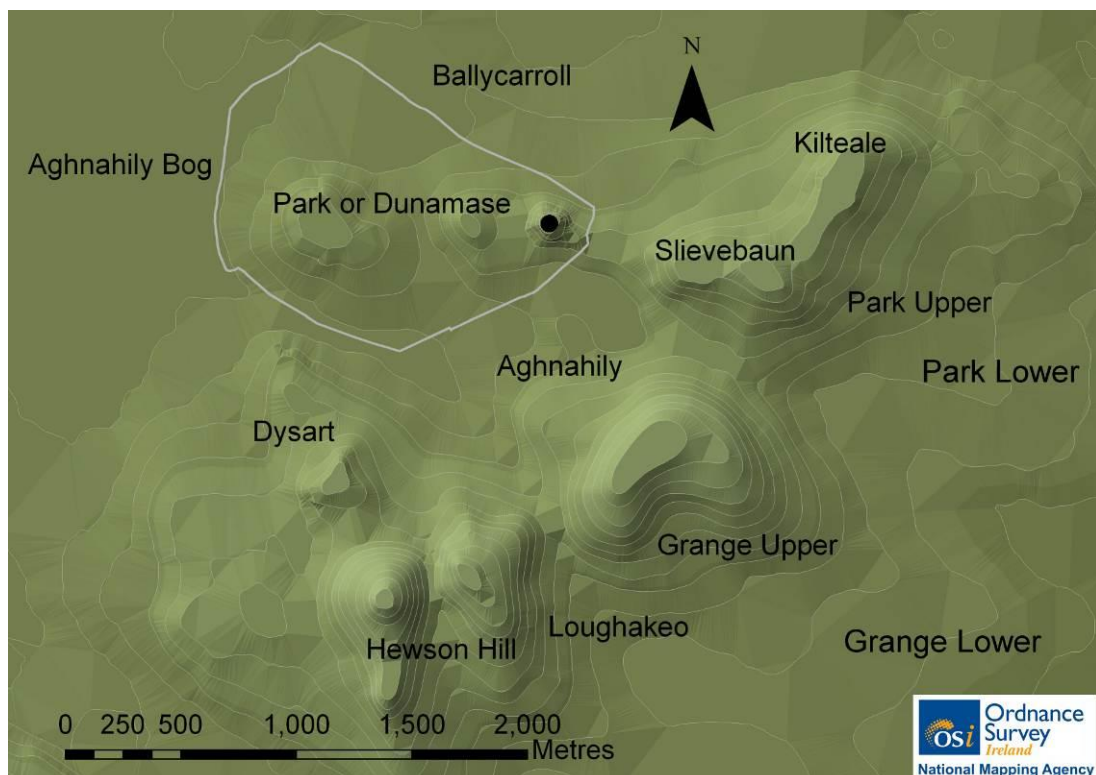 N
Ballycarroll
Kilteale
Aghnahily Bog
Park or Dunamase
Slievebaun
Park Upper
Aghnahily
Park Lower
Dysart
Grange Upper
Loughakeo
Grange Lower
Hewson Hill
0 250 500 1,000 1,500 2,000
Metres
osi
Ordnance
Survey
Ireland
National Mapping Agency